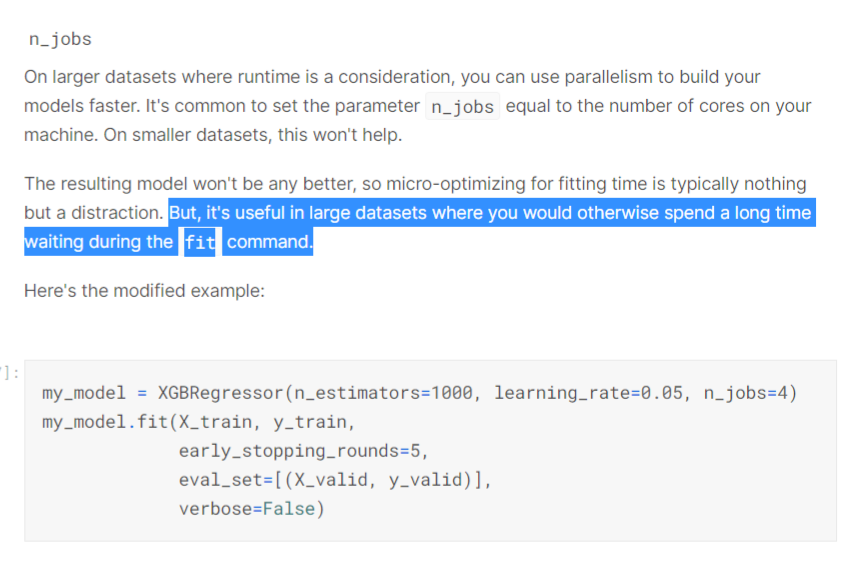 n_jobs
On larger datasets where runtime is a consideration, you can use parallelism to build your
models faster. It's common to set the parameter n_jobs equal to the number of cores on your
machine. On smaller datasets, this won't help.
The resulting model won't be any better, so micro-optimizing for fitting time is typically nothing
but a distraction. But, it's useful in large datasets where you would otherwise spend a long time
waiting during the fit command.
Here's the modified example:
]:
my_model = XGBRegressor(n_estimators=1000, learning_rate=0.05, n_jobs=4)
my_model.fit(X_train, y_train,
             early_stopping_rounds=5,
             eval_set=[(X_valid, y_valid)],
             verbose=False)